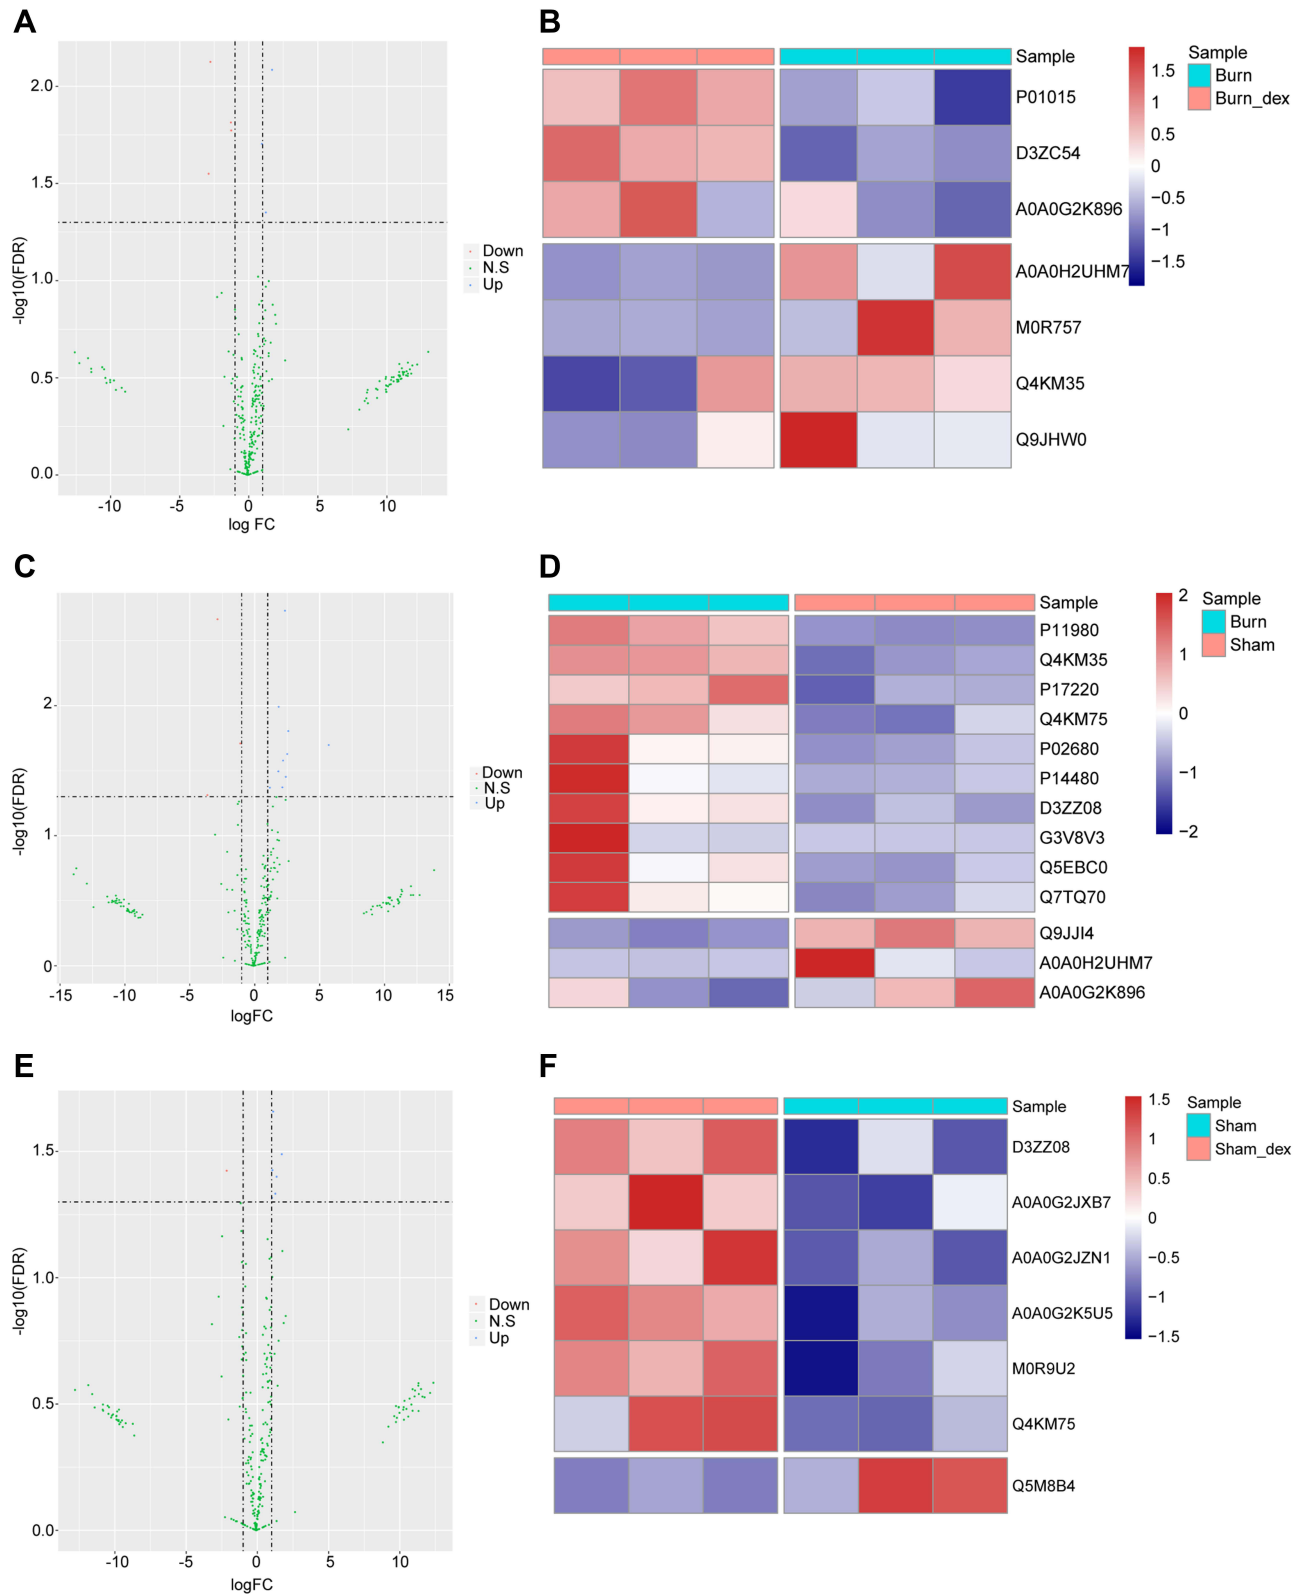 A
2.0
1.5
1.0
0.5
0.0
-10 -5 0 5 10
log FC
-log10(FDR)
Down
N.S
Up
B
Sample
P01015
D3ZC54
A0A0G2K896
A0A0H2UHM7
M0R757
Q4KM35
Q9JHW0
1.5
1
0.5
0
−0.5
−1
−1.5
Sample
Burn
Burn_dex
C
2
1
0
-15 -10 -5 0 5 10 15
logFC
-log10(FDR)
Down
N.S
Up
D
Sample
P11980
Q4KM35
P17220
Q4KM75
P02680
P14480
D3ZZ08
G3V8V3
Q5EBC0
Q7TQ70
Q9JJI4
A0A0H2UHM7
A0A0G2K896
2
1
0
−1
−2
Sample
Burn
Sham
E
1.5
1.0
0.5
0.0
-10 -5 0 5 10
logFC
-log10(FDR)
Down
N.S
Up
F
Sample
D3ZZ08
A0A0G2JXB7
A0A0G2JZN1
A0A0G2K5U5
M0R9U2
Q4KM75
Q5M8B4
1.5
1
0.5
0
−0.5
−1
−1.5
Sample
Sham
Sham_dex